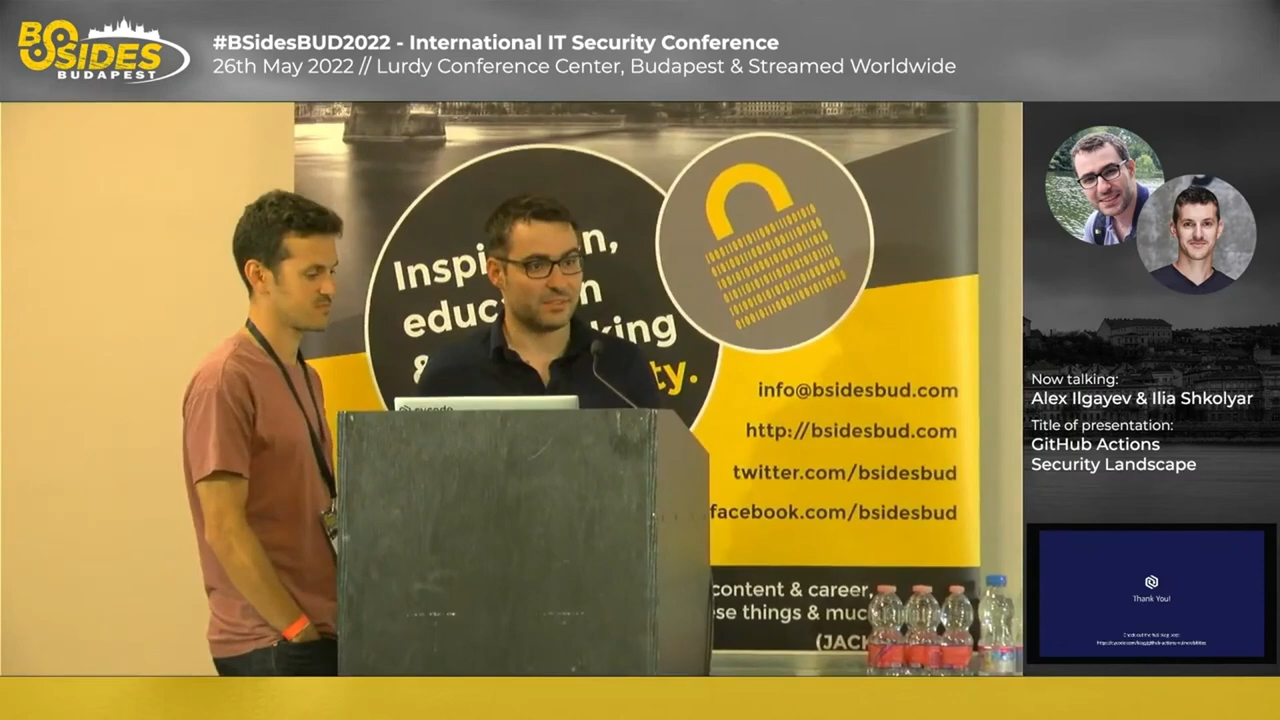 BSIDES
BUDAPEST
#BSidesBUD2022 - International IT Security Conference
26th May 2022 // Lurdy Conference Center, Budapest & Streamed Worldwide
Inspi n,
educ n
king
& ty.
info@bsidesbud.com
http://bsidesbud.com
twitter.com/bsidesbud
facebook.com/bsidesbud
content & career,
se things & muc
(JACK
Now talking:
Alex Ilgayev & Ilia Shkolyar
Title of presentation:
GitHub Actions
Security Landscape
Thank You!